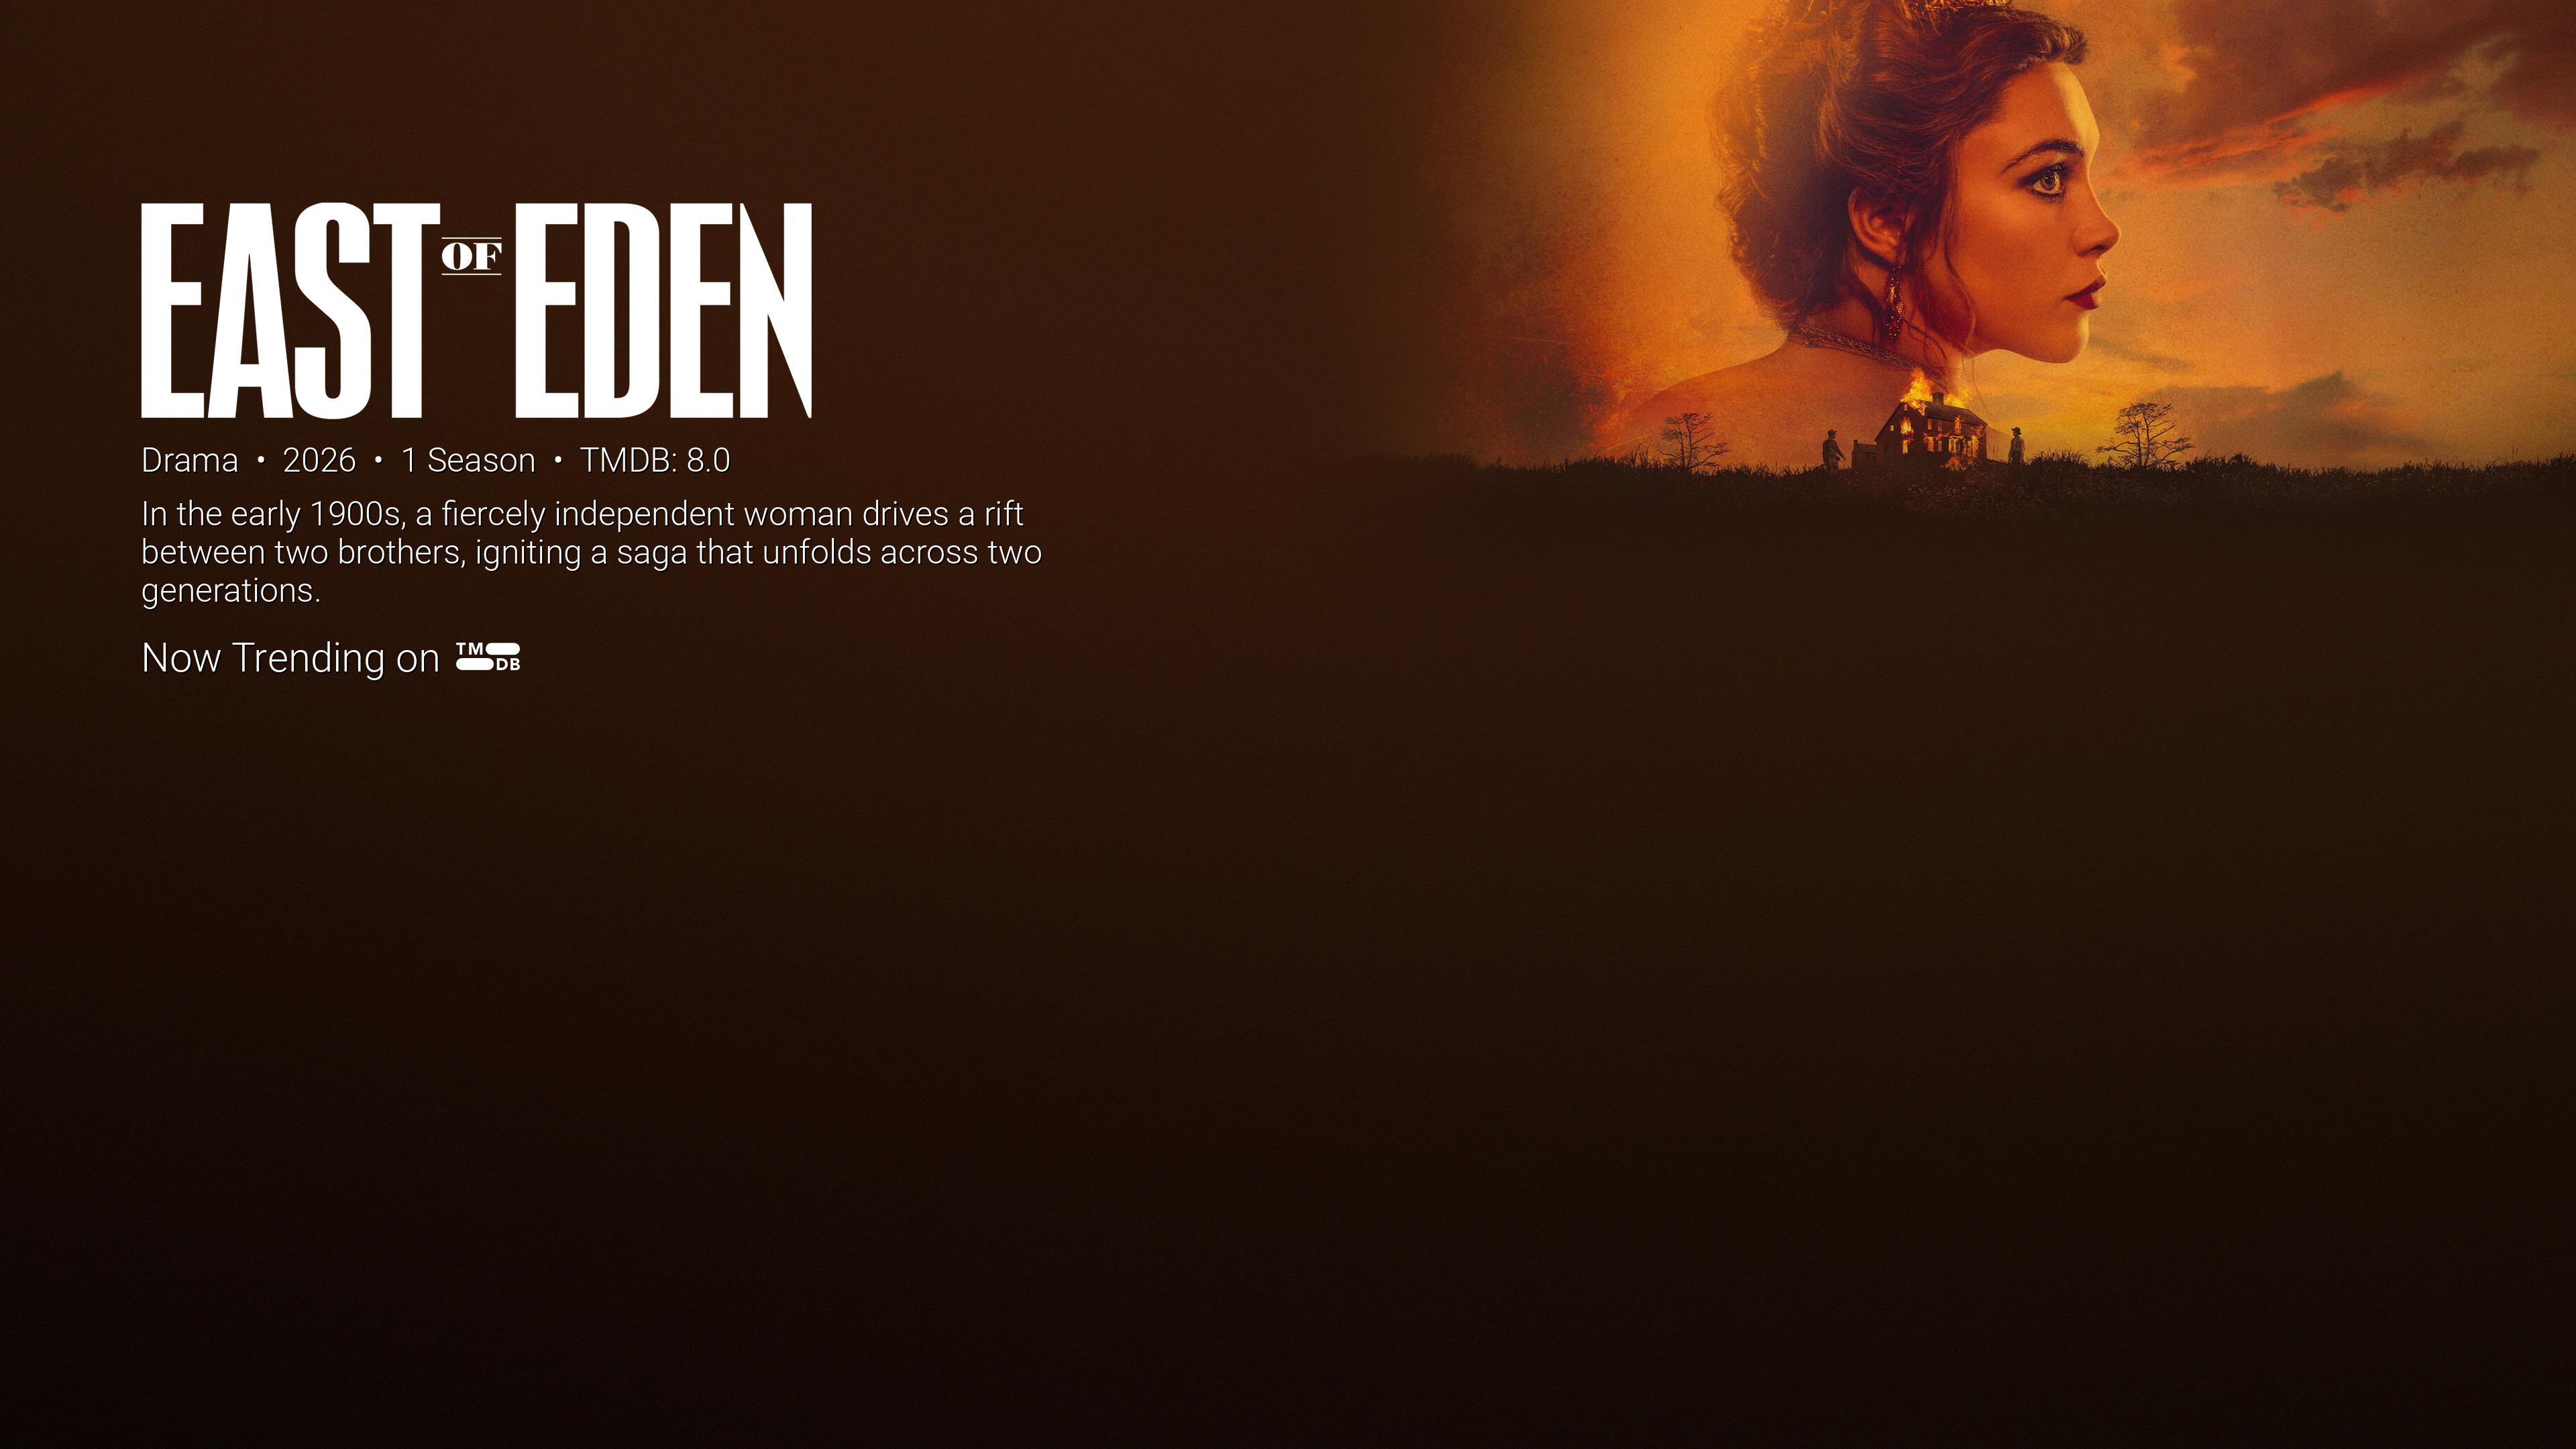 EAST OF EDEN
Drama • 2026 • 1 Season • TMDB: 8.0
In the early 1900s, a fiercely independent woman drives a rift
between two brothers, igniting a saga that unfolds across two
generations.
Now Trending on TMDB